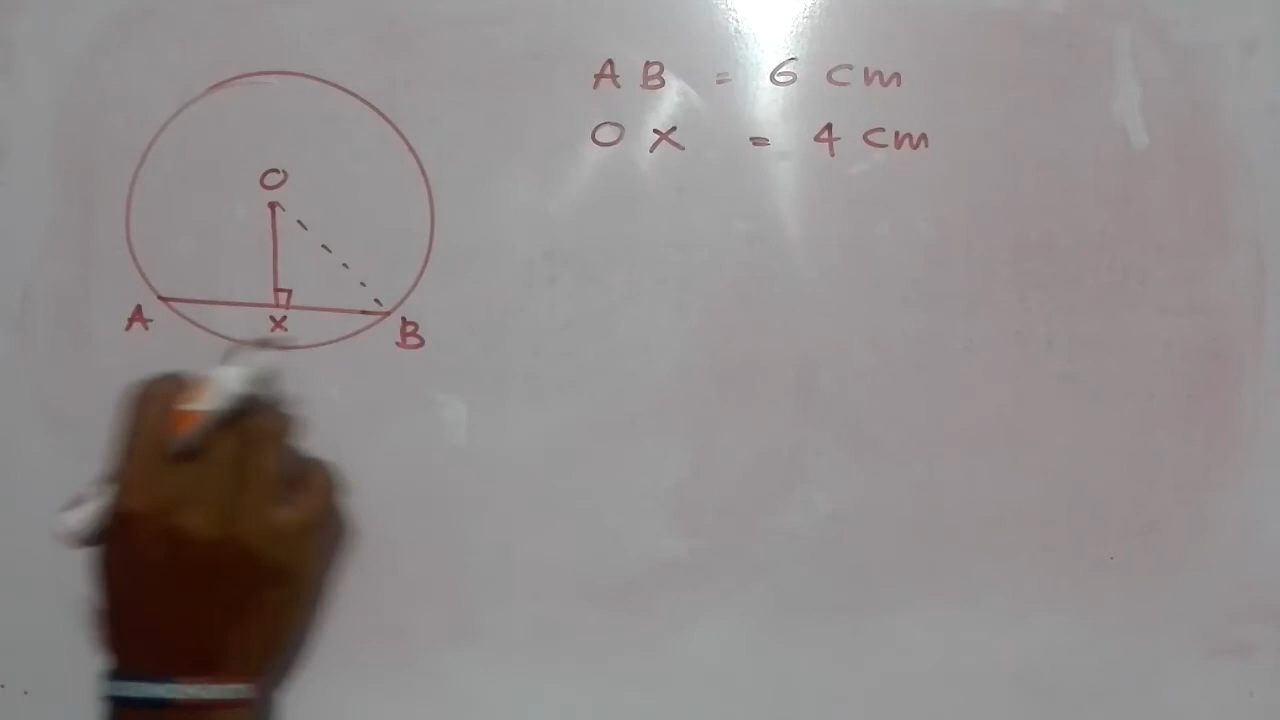 AB = 6 cm
OX = 4 cm
O
A
X
B